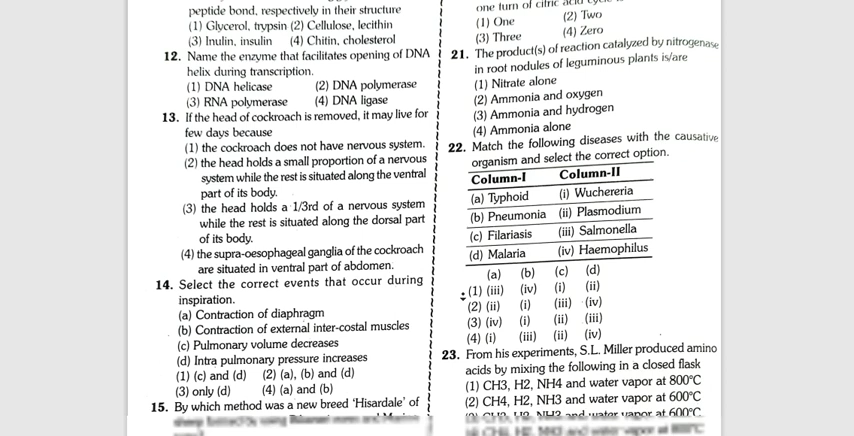 peptide bond, respectively in their structure
(1) Glycerol, trypsin (2) Cellulose, lecithin
(3) Inulin, insulin (4) Chitin, cholesterol
12. Name the enzyme that facilitates opening of DNA
helix during transcription.
(1) DNA helicase (2) DNA polymerase
(3) RNA polymerase (4) DNA ligase
13. If the head of cockroach is removed, it may live for
few days because
(1) the cockroach does not have nervous system.
(2) the head holds a small proportion of a nervous
system while the rest is situated along the ventral
part of its body.
(3) the head holds a 1/3rd of a nervous system
while the rest is situated along the dorsal part
of its body.
(4) the supra-oesophageal ganglia of the cockroach
are situated in ventral part of abdomen.
14. Select the correct events that occur during
inspiration.
(a) Contraction of diaphragm
(b) Contraction of external inter-costal muscles
(c) Pulmonary volume decreases
(d) Intra pulmonary pressure increases
(1) (c) and (d) (2) (a), (b) and (d)
(3) only (d) (4) (a) and (b)
15. By which method was a new breed 'Hisardale' of
one turn of citric acid
(1) One (2) Two
(3) Three (4) Zero
21. The product(s) of reaction catalyzed by nitrogenase
in root nodules of leguminous plants is/are
(1) Nitrate alone
(2) Ammonia and oxygen
(3) Ammonia and hydrogen
(4) Ammonia alone
22. Match the following diseases with the causative
organism and select the correct option.
Column-I Column-II
(a) Typhoid (i) Wuchereria
(b) Pneumonia (ii) Plasmodium
(c) Filariasis (iii) Salmonella
(d) Malaria (iv) Haemophilus
(a) (b) (c) (d)
(1) (iii) (iv) (i) (ii)
(2) (ii) (i) (iii) (iv)
(3) (iv) (i) (ii) (iii)
(4) (i) (iii) (ii) (iv)
23. From his experiments, S.L. Miller produced amino
acids by mixing the following in a closed flask
(1) CH3, H2, NH4 and water vapor at 800°C
(2) CH4, H2, NH3 and water vapor at 600°C
NH3 and water vapor at 600°C